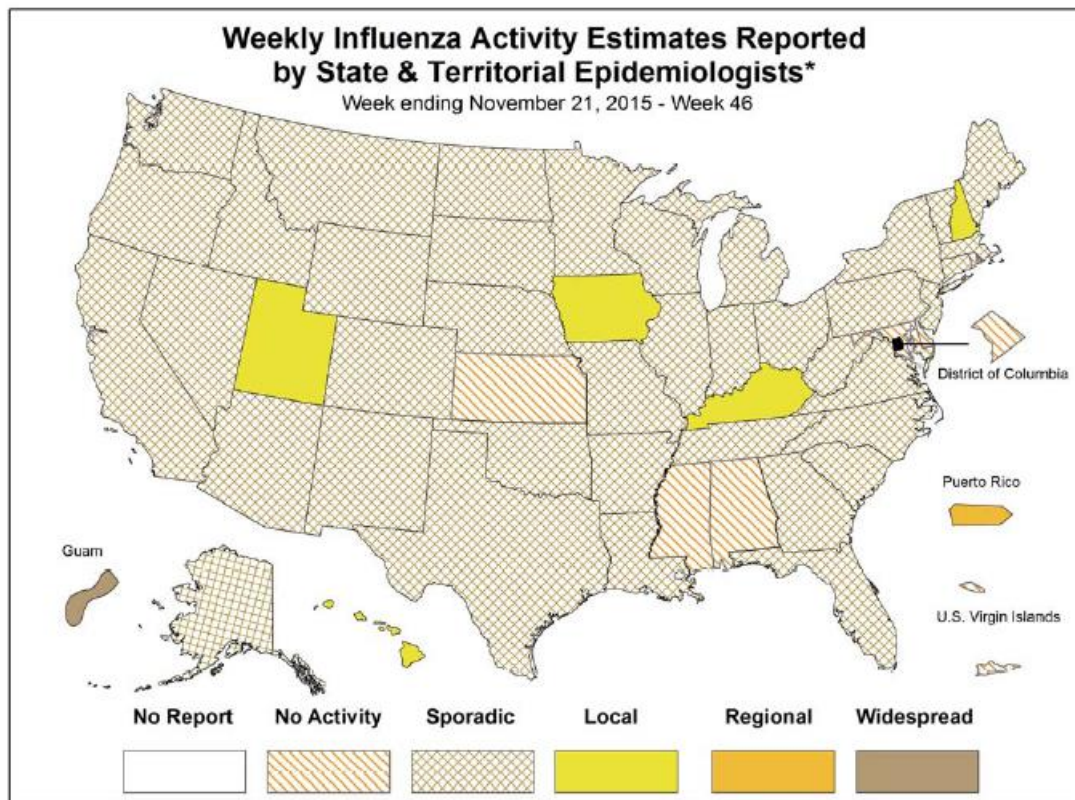 Weekly Influenza Activity Estimates Reported
by State & Territorial Epidemiologists*
Week ending November 21, 2015 - Week 46
District of Columbia
Puerto Rico
Guam
U.S. Virgin Islands
No Report No Activity Sporadic Local Regional Widespread